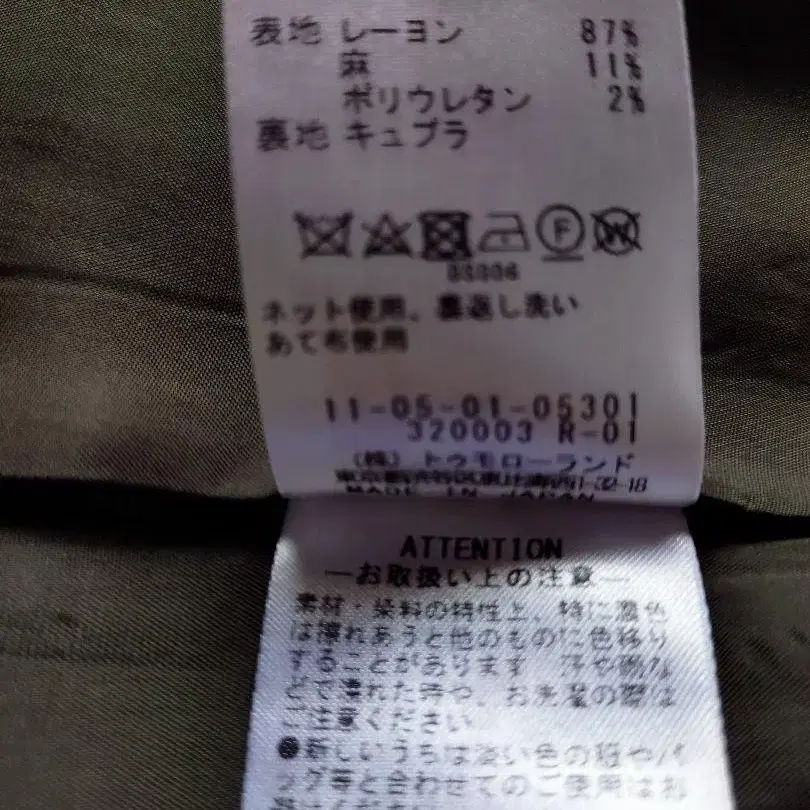 表地 レーヨン 87%
麻 11%
ポリウレタン 2%
裏地 キュプラ
F W
ネット使用、裏返し洗い
あて布使用
11-05-01-05301
320003 R-01
(株) トゥモローランド
MADE IN JAPAN
ATTENTION
―お取扱い上の注意―
素材・染料の特性上、特に濃色
は擦れあうと他のものに色移り
することがあります 汗や雨な
どで濡れた時や、お洗濯の際は
ご注意ください
●新しいうちは淡い色の靴やバ
ッグ等と合わせてのご使用はお